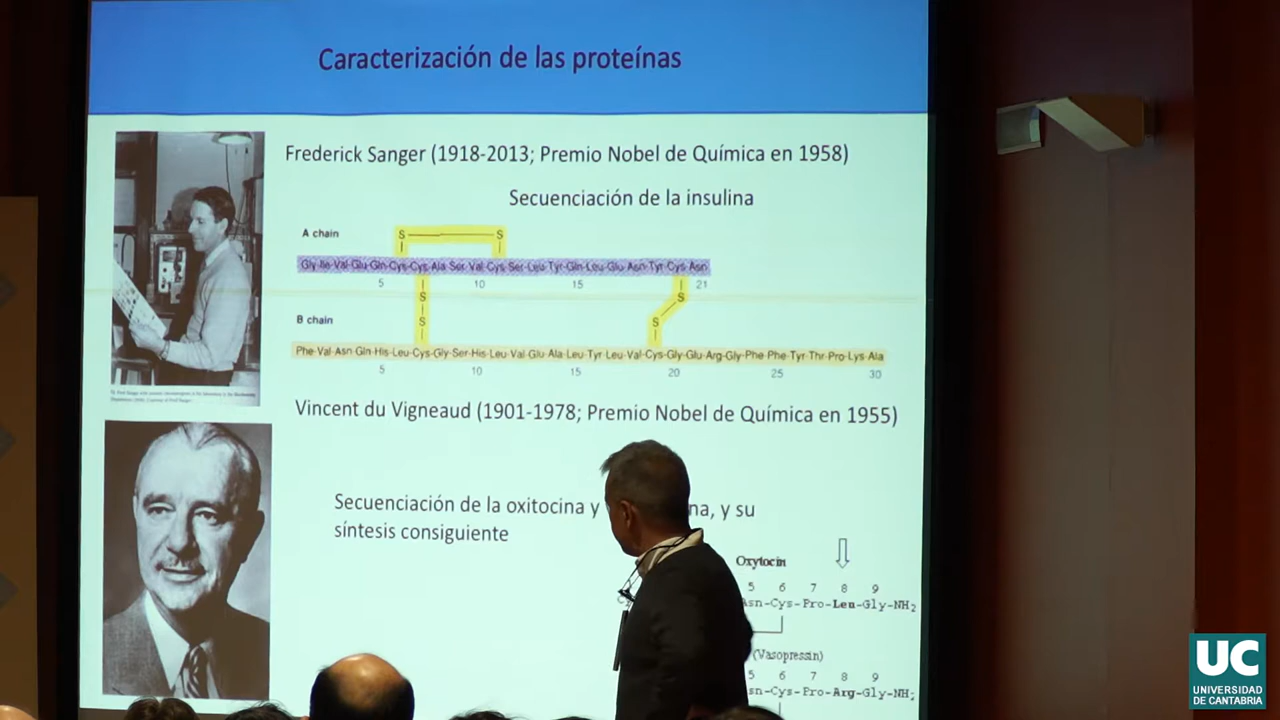 Caracterización de las proteínas
Frederick Sanger (1918-2013; Premio Nobel de Química en 1958)
Secuenciación de la insulina
A chain
S S
Gly-Ile-Val-Glu-Gln-Cys-Cys-Ala-Ser-Val-Cys-Ser-Leu-Tyr-Gln-Leu-Glu-Asn-Tyr-Cys-Asn
5 10 15 21
S S
B chain
S S
Phe-Val-Asn-Gln-His-Leu-Cys-Gly-Ser-His-Leu-Val-Glu-Ala-Leu-Tyr-Leu-Val-Cys-Gly-Glu-Arg-Gly-Phe-Phe-Tyr-Thr-Pro-Lys-Ala
5 10 15 20 25 30
Vincent du Vigneaud (1901-1978; Premio Nobel de Química en 1955)
Secuenciación de la oxitocina y na, y su
síntesis consiguiente
Oxytocin
5 6 7 8 9
Asn-Cys-Pro-Leu-Gly-NH2
(Vasopressin)
5 6 7 8 9
sn-Cys-Pro-Arg-Gly-NH2
UC
UNIVERSIDAD
DE CANTABRIA